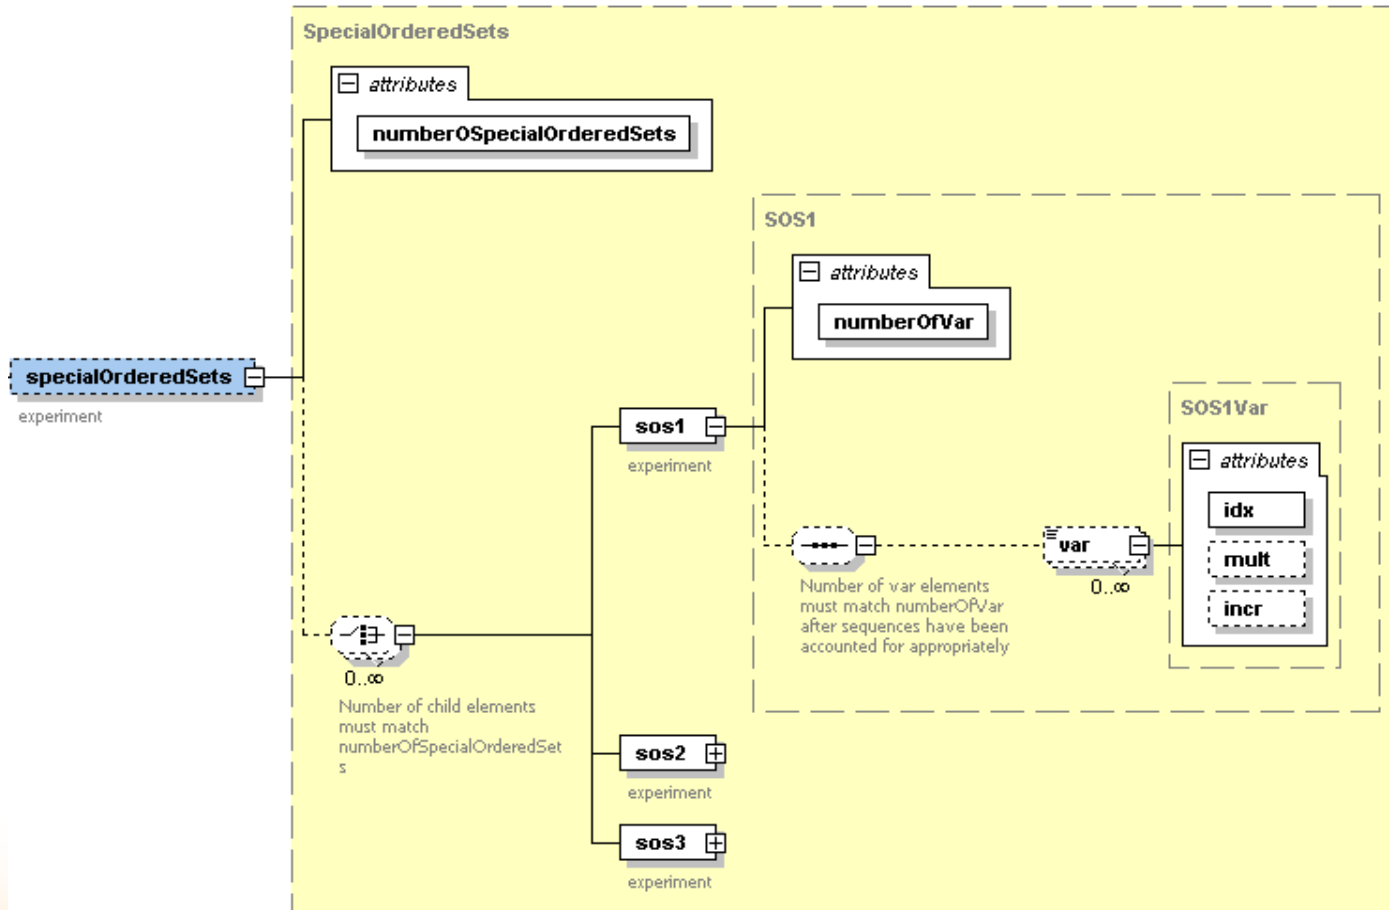 SpecialOrderedSets
attributes
numberOSpecialOrderedSets
SOS1
attributes
numberOfVar
specialOrderedSets
experiment
SOS1Var
sos1
experiment
attributes
idx
mult
incr
var
0..∞
Number of var elements
must match numberOfVar
after sequences have been
accounted for appropriately
0..∞
Number of child elements
must match
numberOfSpecialOrderedSet
s
sos2
experiment
sos3
experiment